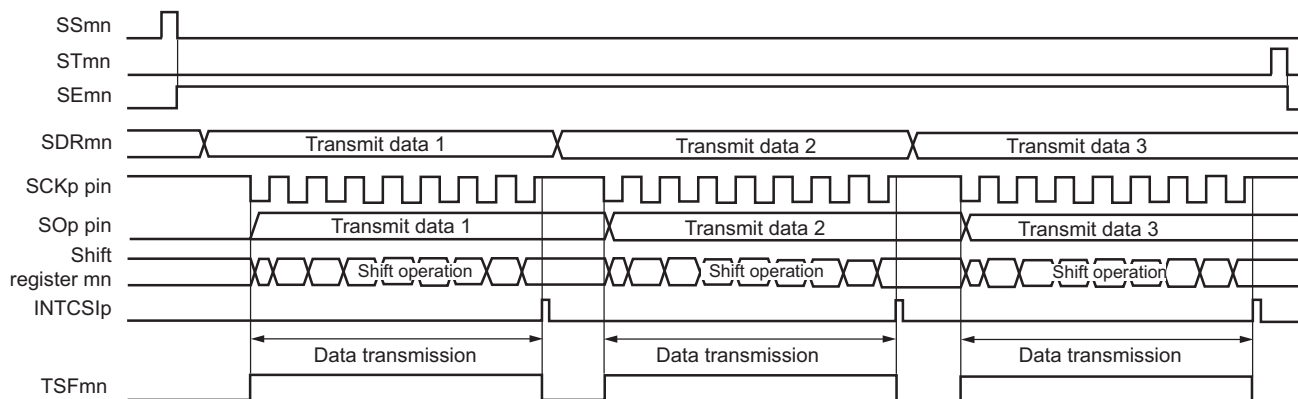 SSmn
STmn
SEmn
SDRmn Transmit data 1 Transmit data 2 Transmit data 3
SCKp pin
SOp pin Transmit data 1 Transmit data 2 Transmit data 3
Shift
register mn Shift operation Shift operation Shift operation
INTCSIp
Data transmission Data transmission Data transmission
TSFmn